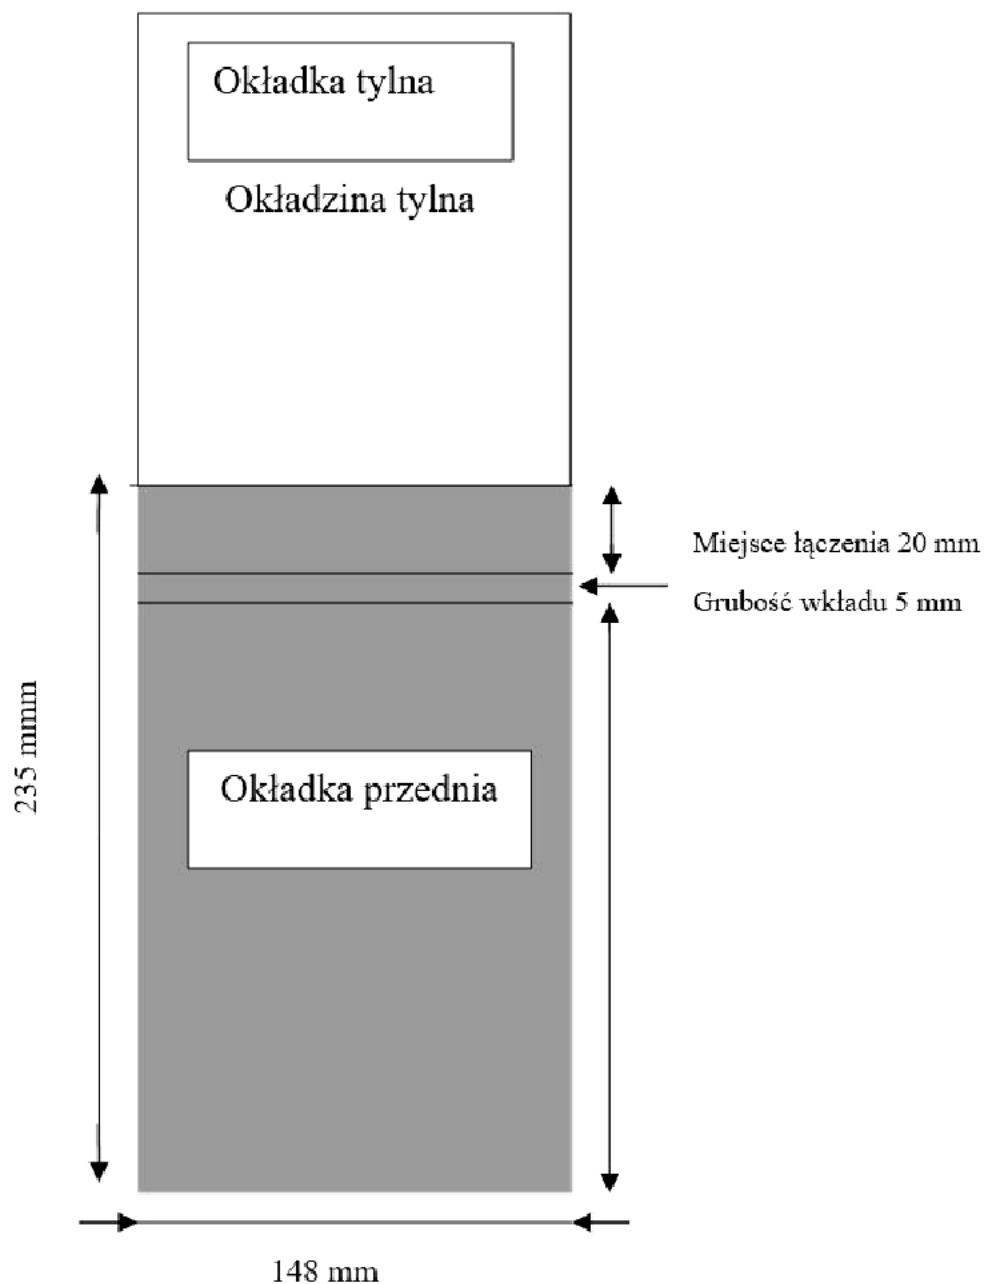 Okładka tylna
Okładzina tylna
Miejsce łączenia 20 mm
Grubość wkładu 5 mm
235 mmm
Okładka przednia
148 mm